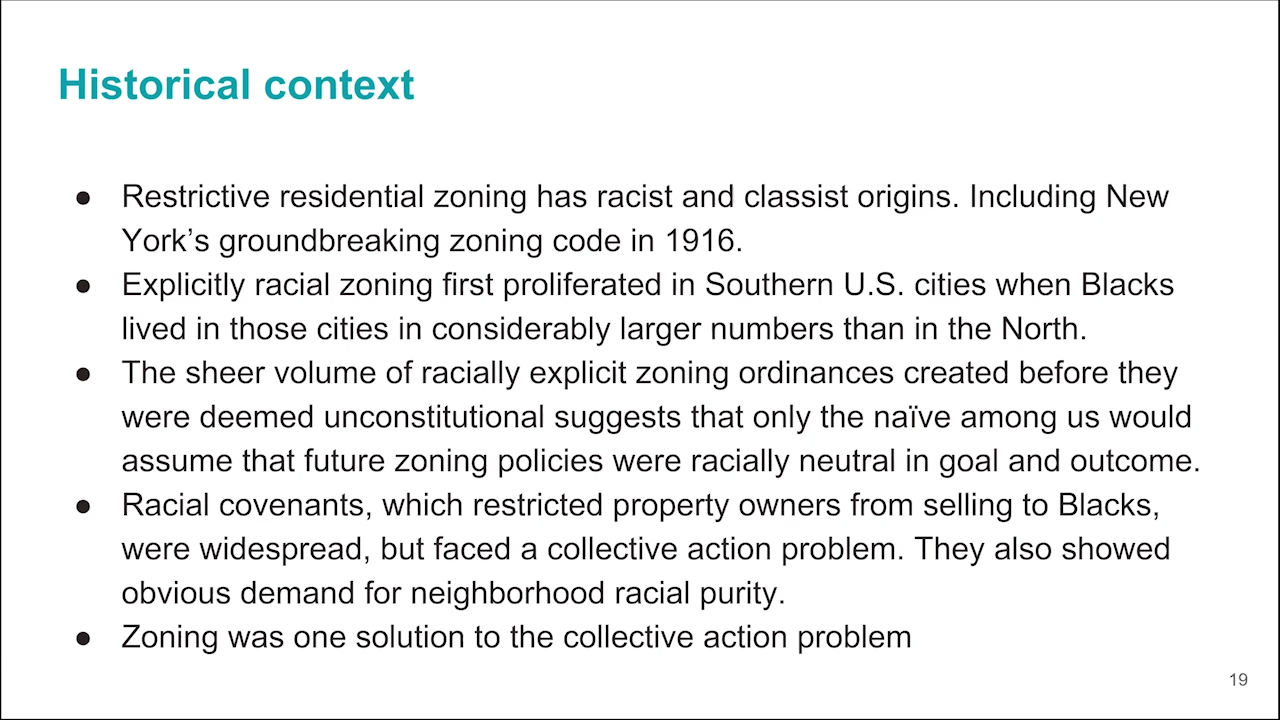 Historical context
● Restrictive residential zoning has racist and classist origins. Including New
York’s groundbreaking zoning code in 1916.
● Explicitly racial zoning first proliferated in Southern U.S. cities when Blacks
lived in those cities in considerably larger numbers than in the North.
● The sheer volume of racially explicit zoning ordinances created before they
were deemed unconstitutional suggests that only the naïve among us would
assume that future zoning policies were racially neutral in goal and outcome.
● Racial covenants, which restricted property owners from selling to Blacks,
were widespread, but faced a collective action problem. They also showed
obvious demand for neighborhood racial purity.
● Zoning was one solution to the collective action problem
19